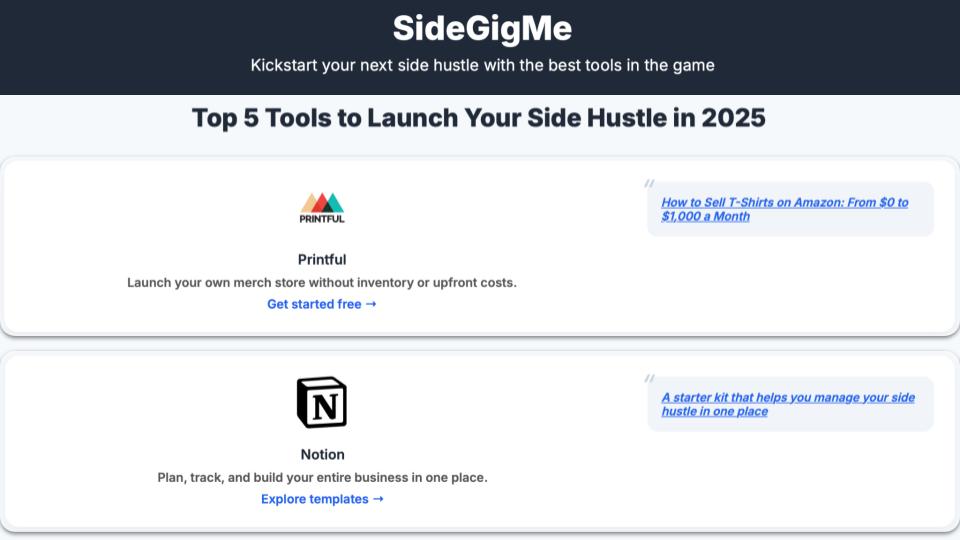 SideGigMe
Kickstart your next side hustle with the best tools in the game
Top 5 Tools to Launch Your Side Hustle in 2025
PRINTFUL
Printful
Launch your own merch store without inventory or upfront costs.
Get started free →
"
How to Sell T-Shirts on Amazon: From $0 to
$1,000 a Month
N
Notion
Plan, track, and build your entire business in one place.
Explore templates →
"
A starter kit that helps you manage your side
hustle in one place